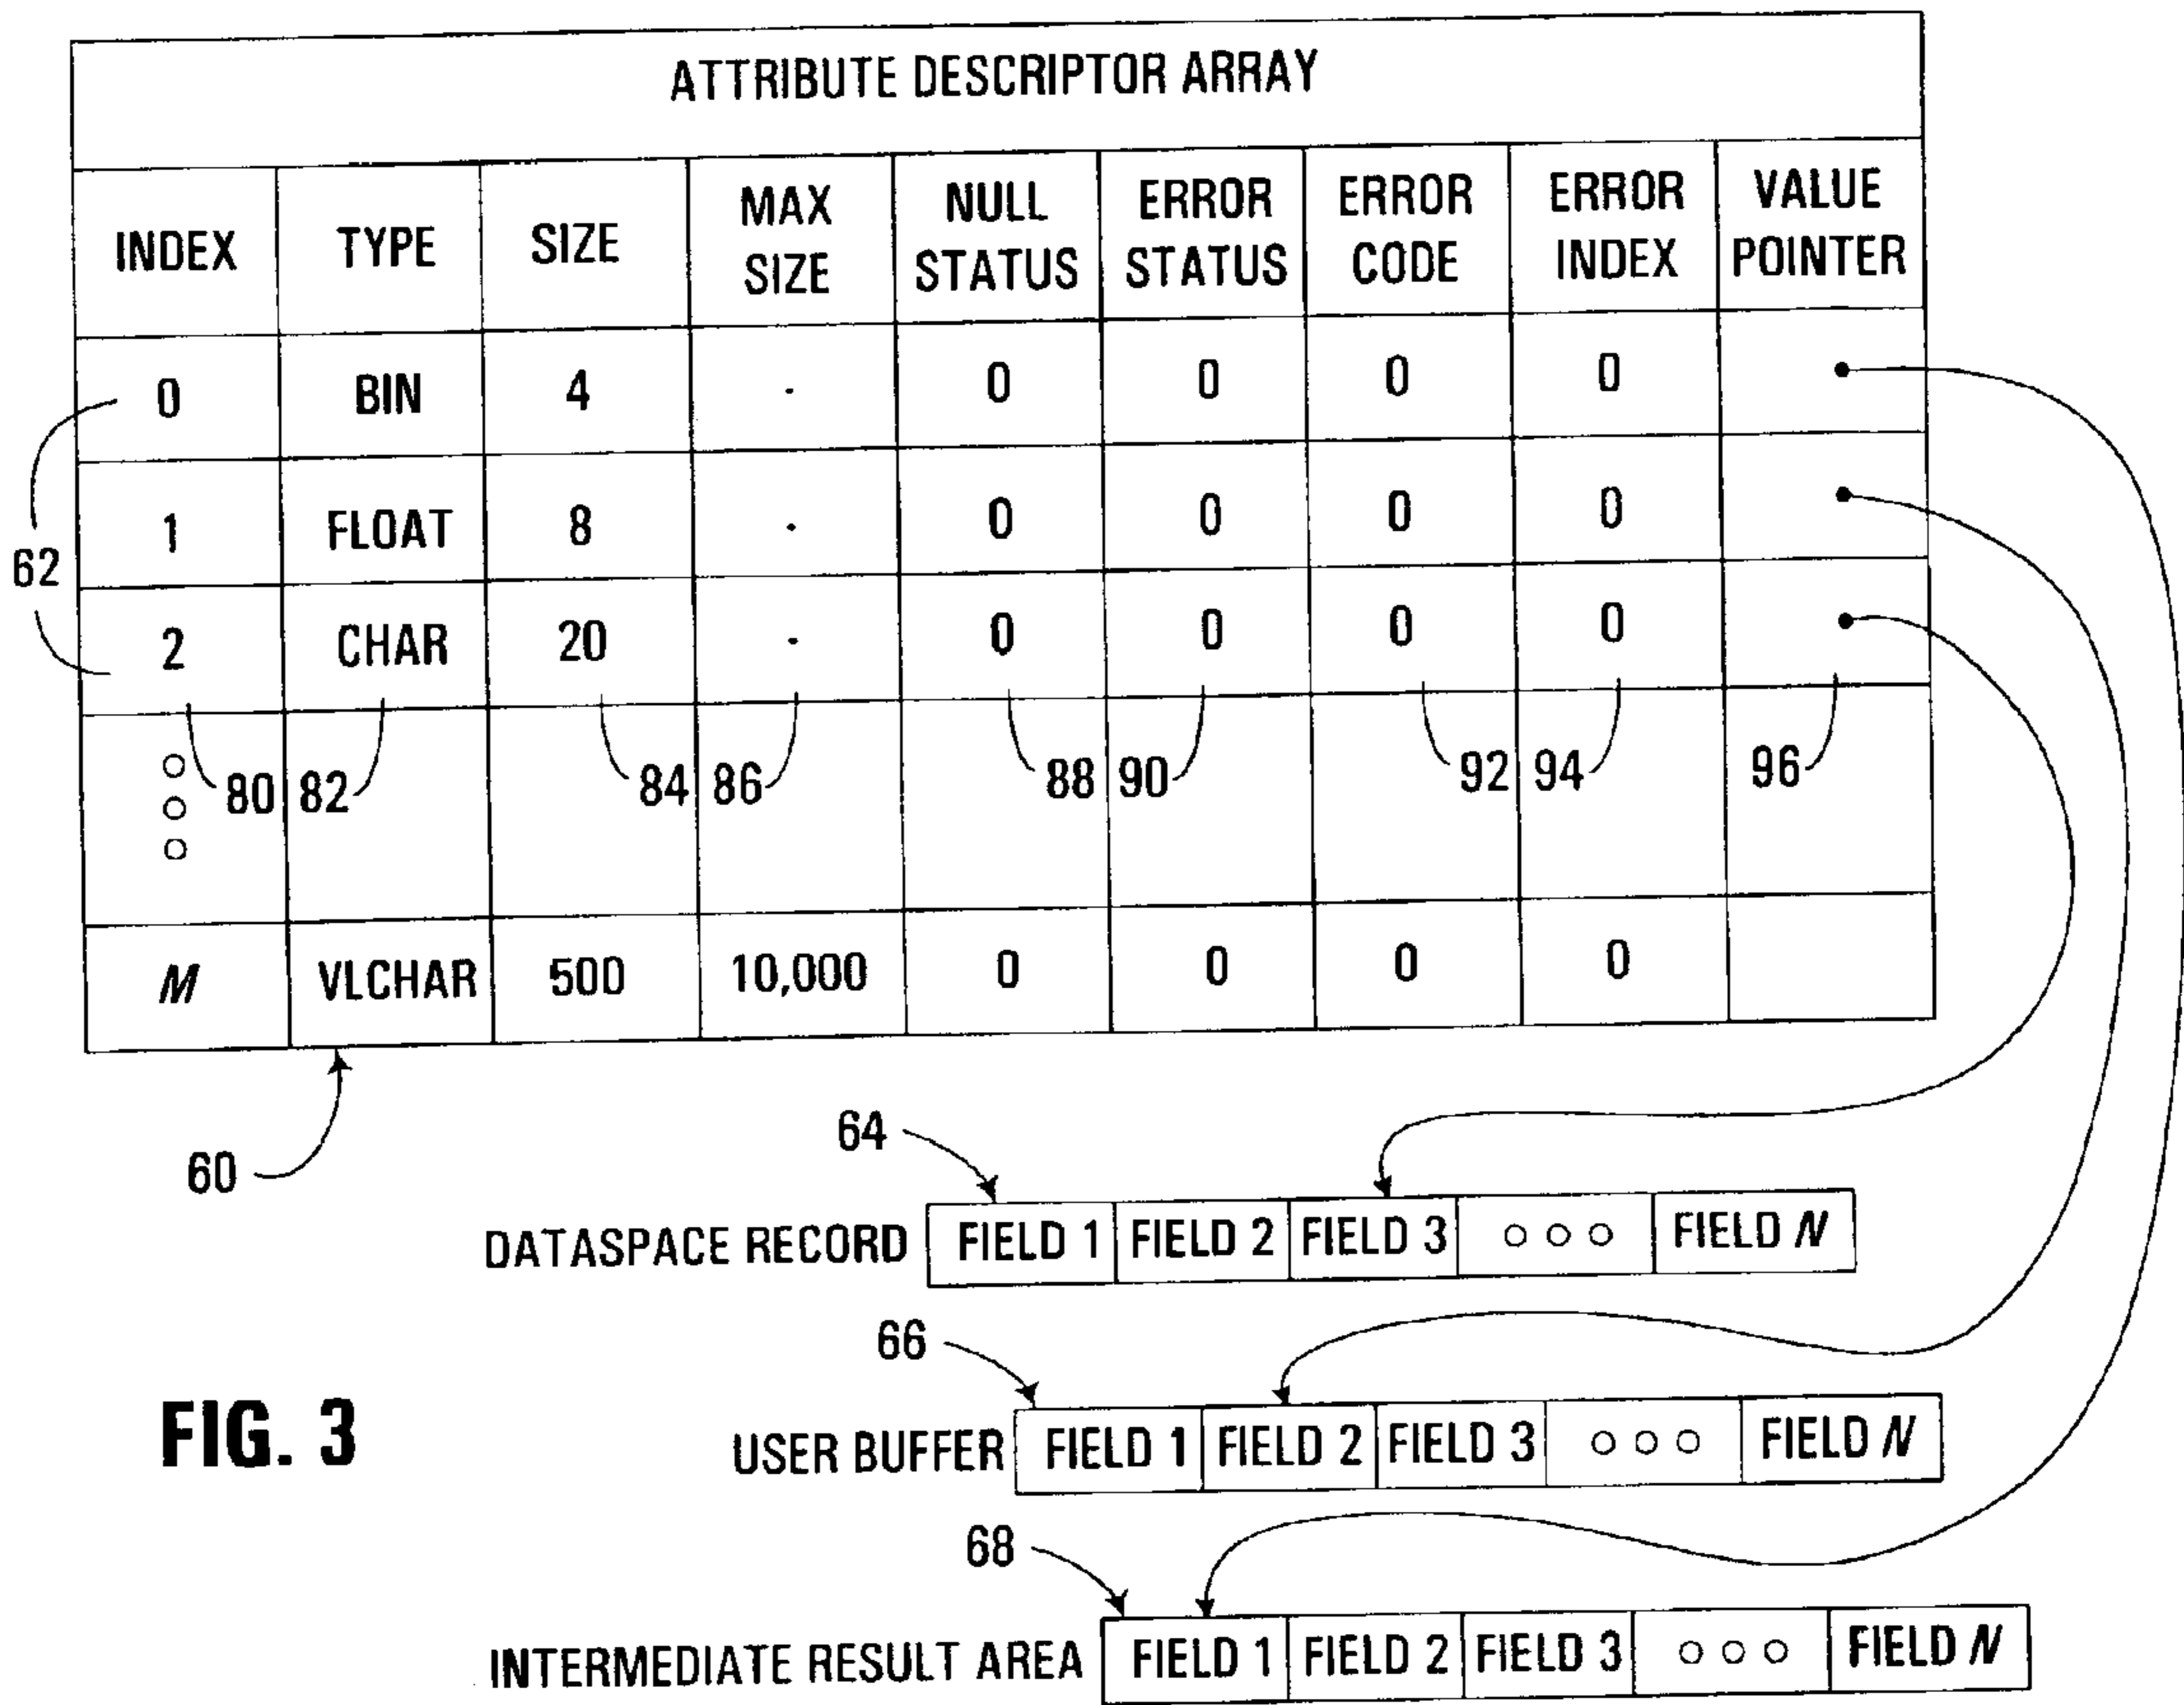 ATTRIBUTE DESCRIPTOR ARRAY
INDEX TYPE SIZE MAX SIZE NULL STATUS ERROR STATUS ERROR CODE ERROR INDEX VALUE POINTER
0 BIN 4 - 0 0 0 0
1 FLOAT 8 - 0 0 0 0
62
2 CHAR 20 - 0 0 0 0
80 82 84 86 88 90 92 94 96
M VLCHAR 500 10,000 0 0 0 0
60
64
DATASPACE RECORD FIELD 1 FIELD 2 FIELD 3 ○ ○ ○ FIELD N
66
USER BUFFER FIELD 1 FIELD 2 FIELD 3 ○ ○ ○ FIELD N
FIG. 3
68
INTERMEDIATE RESULT AREA FIELD 1 FIELD 2 FIELD 3 ○ ○ ○ FIELD N